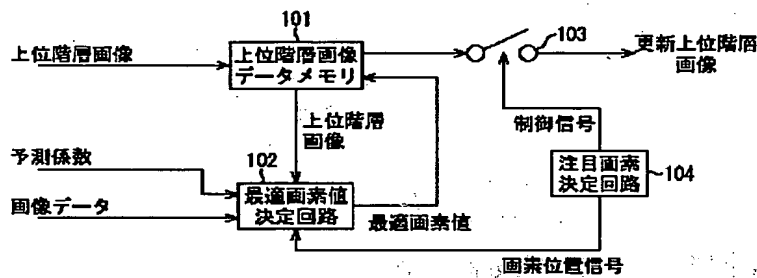 101
上位階層画像
上位階層画像
データメモリ
103
更新上位階層
画像
上位階層
画像
制御信号
予測係数
102
最適画素値
決定回路
注目画素
決定回路
104
画像データ
最適画素値
画素位置信号